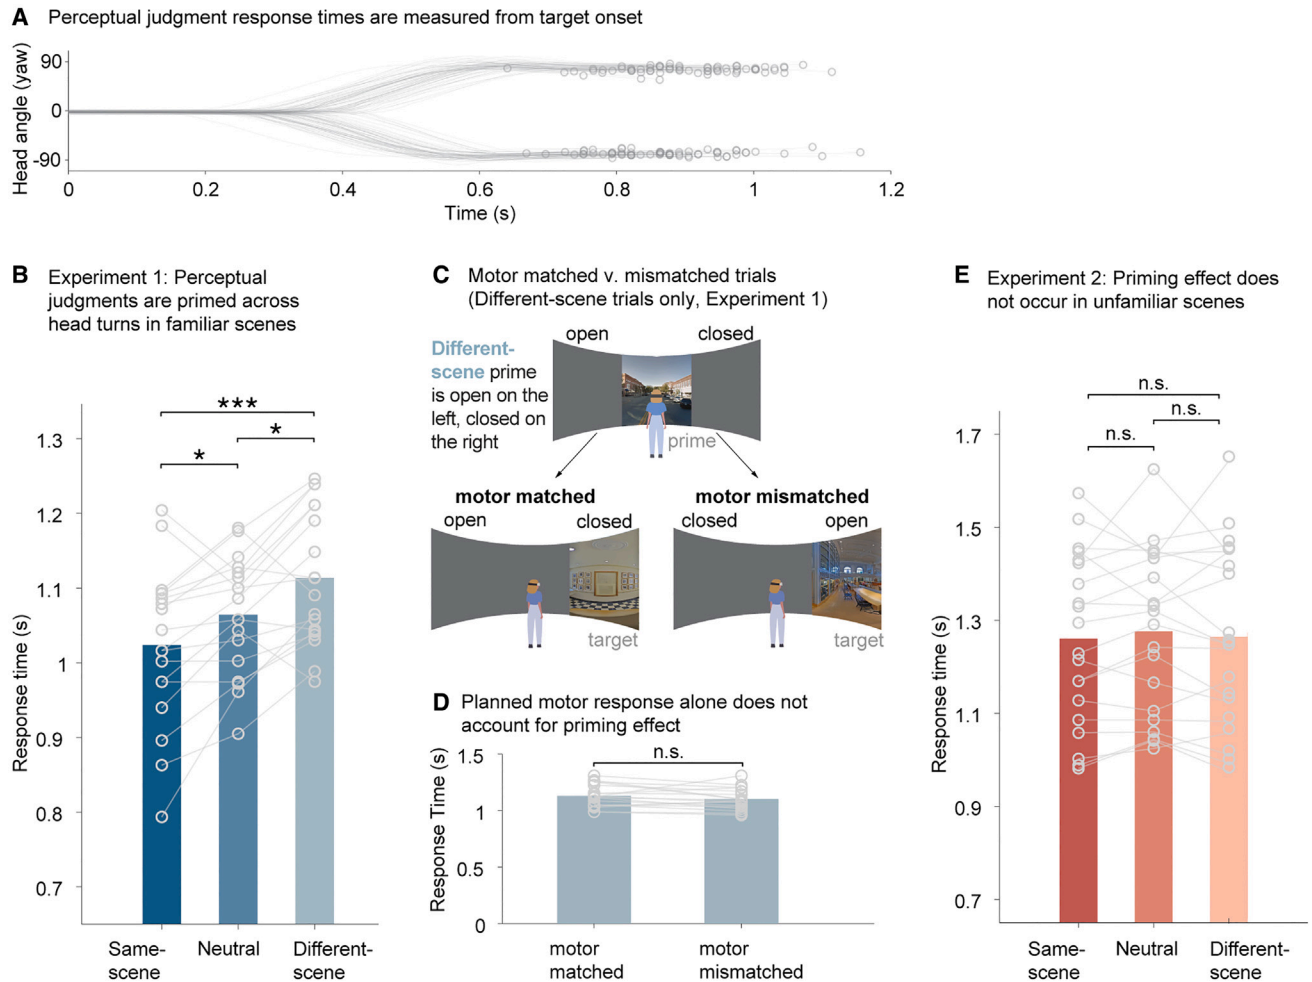 A Perceptual judgment response times are measured from target onset
Head angle (yaw)
90
0
-90
0 0.2 0.4 0.6 0.8 1 1.2
Time (s)
B Experiment 1: Perceptual
judgments are primed across
head turns in familiar scenes
***
*
*
Response time (s)
1.3
1.2
1.1
1
0.9
0.8
0.7
Same-
scene
Neutral
Different-
scene
C Motor matched v. mismatched trials
(Different-scene trials only, Experiment 1)
Different-
scene prime
is open on the
left, closed on
the right
open closed
prime
motor matched
open closed
target
motor mismatched
closed open
target
D Planned motor response alone does not
account for priming effect
n.s.
Response Time (s)
1.5
1
0.5
0
motor
matched
motor
mismatched
E Experiment 2: Priming effect does
not occur in unfamiliar scenes
n.s.
n.s.
n.s.
Response time (s)
1.7
1.5
1.3
1.1
0.9
0.7
Same-
scene
Neutral
Different-
scene